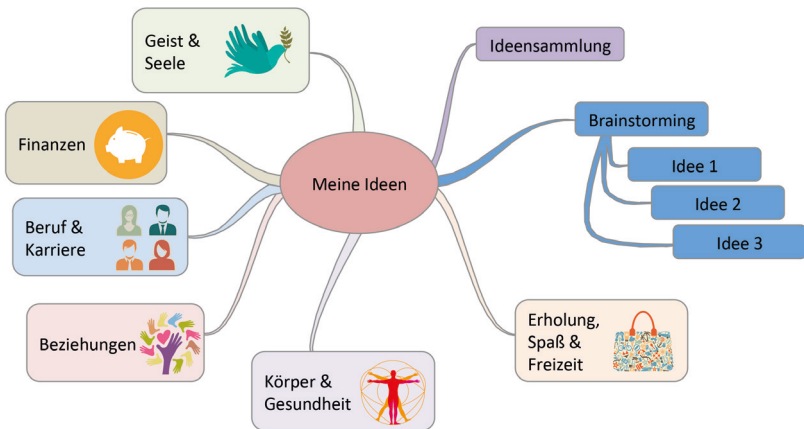 Geist &
Seele
Ideensammlung
Finanzen
Brainstorming
Meine Ideen
Idee 1
Idee 2
Idee 3
Beruf &
Karriere
Beziehungen
Erholung,
Spaß &
Freizeit
Körper &
Gesundheit